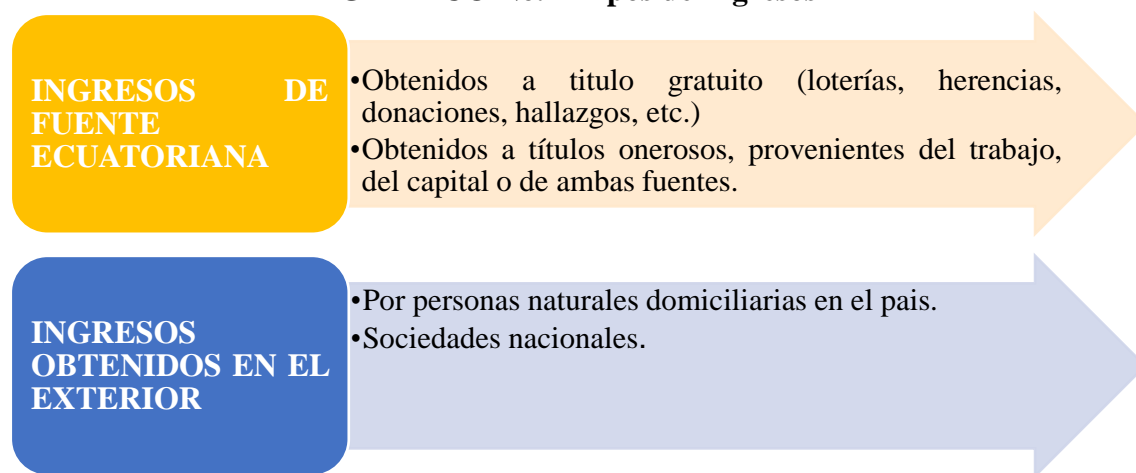 INGRESOS DE
FUENTE
ECUATORIANA
•Obtenidos a titulo gratuito (loterías, herencias,
donaciones, hallazgos, etc.)
•Obtenidos a títulos onerosos, provenientes del trabajo,
del capital o de ambas fuentes.
INGRESOS
OBTENIDOS EN EL
EXTERIOR
•Por personas naturales domiciliarias en el pais.
•Sociedades nacionales.